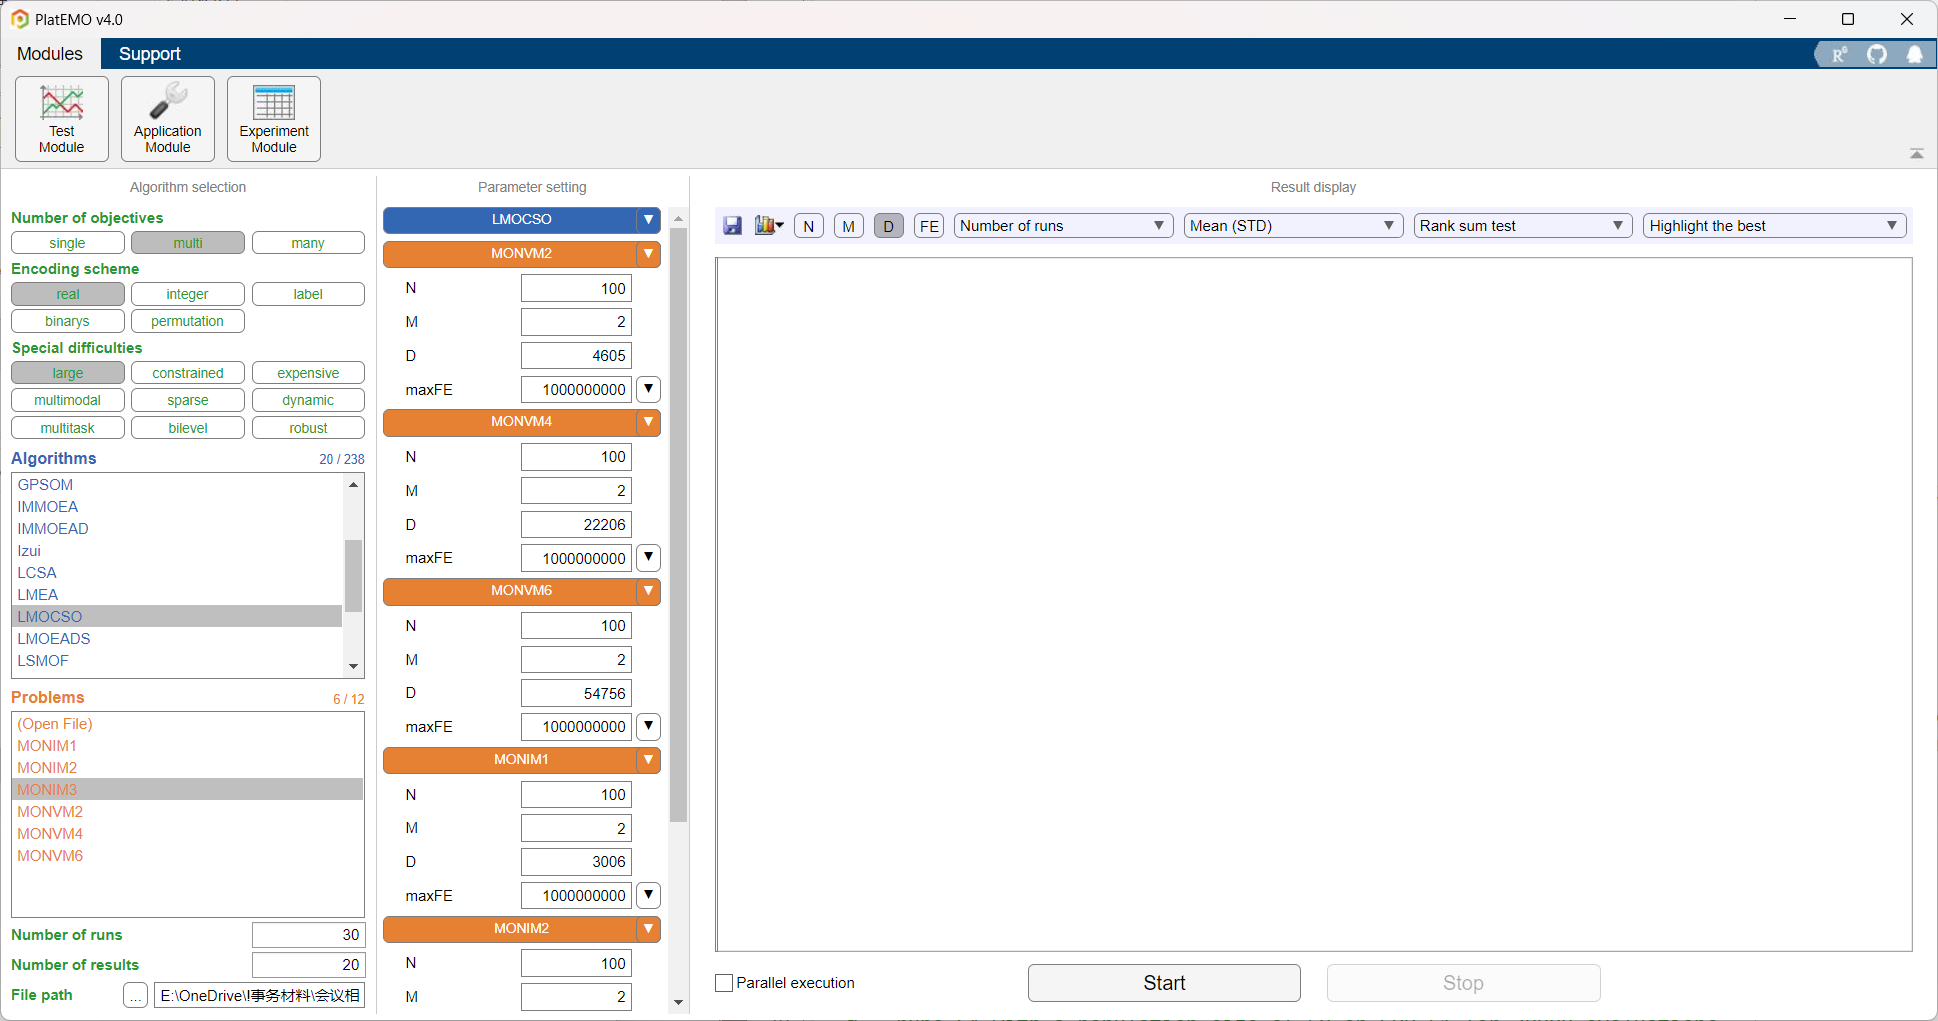 PlatEMO v4.0
Modules
Support
Test
Module
Application
Module
Experiment
Module
Algorithm selection
Number of objectives
single
multi
many
Encoding scheme
real
integer
label
binarys
permutation
Special difficulties
large
constrained
expensive
multimodal
sparse
dynamic
multitask
bilevel
robust
Algorithms
20 / 238
GPSOM
IMMOEA
IMMOEAD
Izui
LCSA
LMEA
LMOCSO
LMOEADS
LSMOF
Problems
6 / 12
(Open File)
MONIM1
MONIM2
MONIM3
MONVM2
MONVM4
MONVM6
Number of runs
30
Number of results
20
File path
...
E:\OneDrive\!事务材料\会议相
Parameter setting
LMOCSO
MONVM2
N
100
M
2
D
4605
maxFE
1000000000
MONVM4
N
100
M
2
D
22206
maxFE
1000000000
MONVM6
N
100
M
2
D
54756
maxFE
1000000000
MONIM1
N
100
M
2
D
3006
maxFE
1000000000
MONIM2
N
100
M
2
Result display
N
M
D
FE
Number of runs
Mean (STD)
Rank sum test
Highlight the best
Parallel execution
Start
Stop